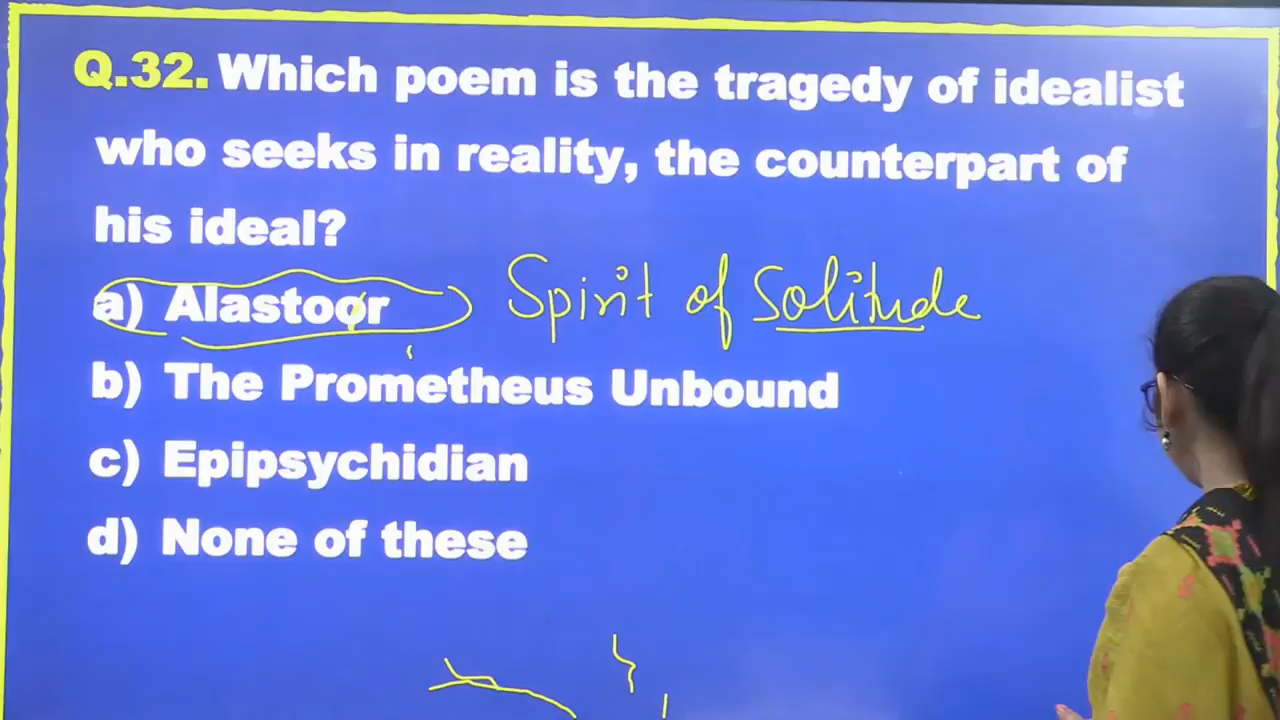 Q.32. Which poem is the tragedy of idealist
who seeks in reality, the counterpart of
his ideal?
a) Alastoor Spirit of Solitude
b) The Prometheus Unbound
c) Epipsychidian
d) None of these